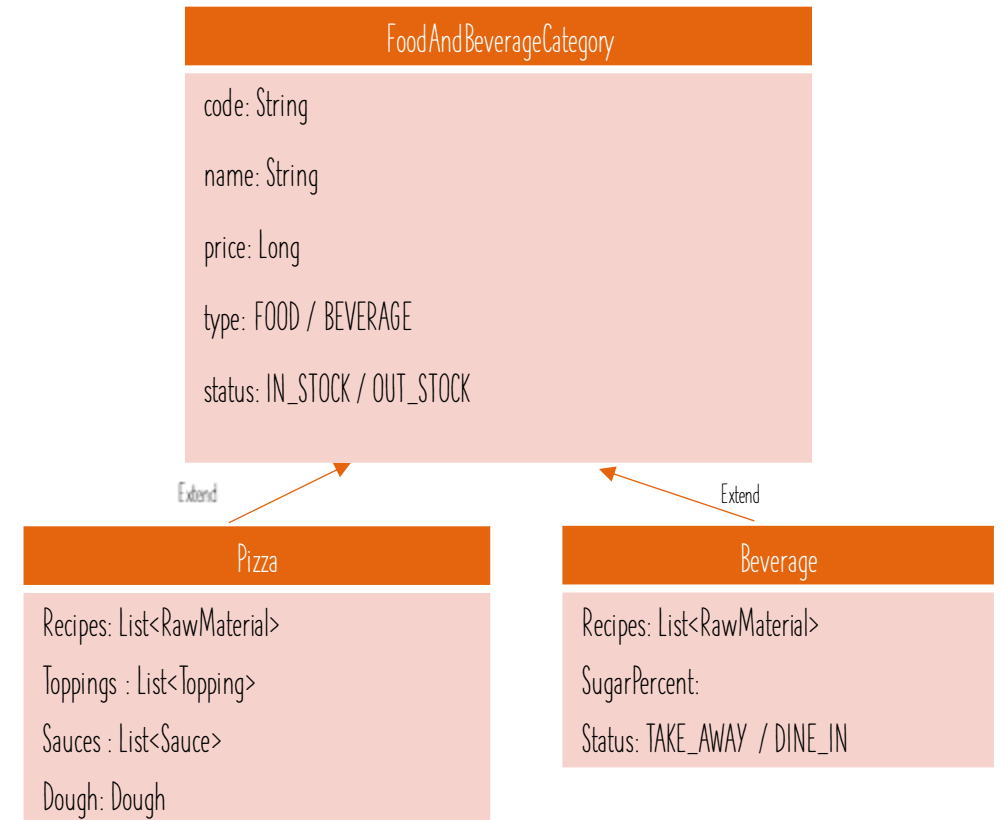 FoodAndBeverageCategory
code: String
name: String
price: Long
type: FOOD / BEVERAGE
status: IN_STOCK / OUT_STOCK
Extend
Extend
Pizza
Recipes: List<RawMaterial>
Toppings : List<Topping>
Sauces : List<Sauce>
Dough: Dough
Beverage
Recipes: List<RawMaterial>
SugarPercent:
Status: TAKE_AWAY / DINE_IN